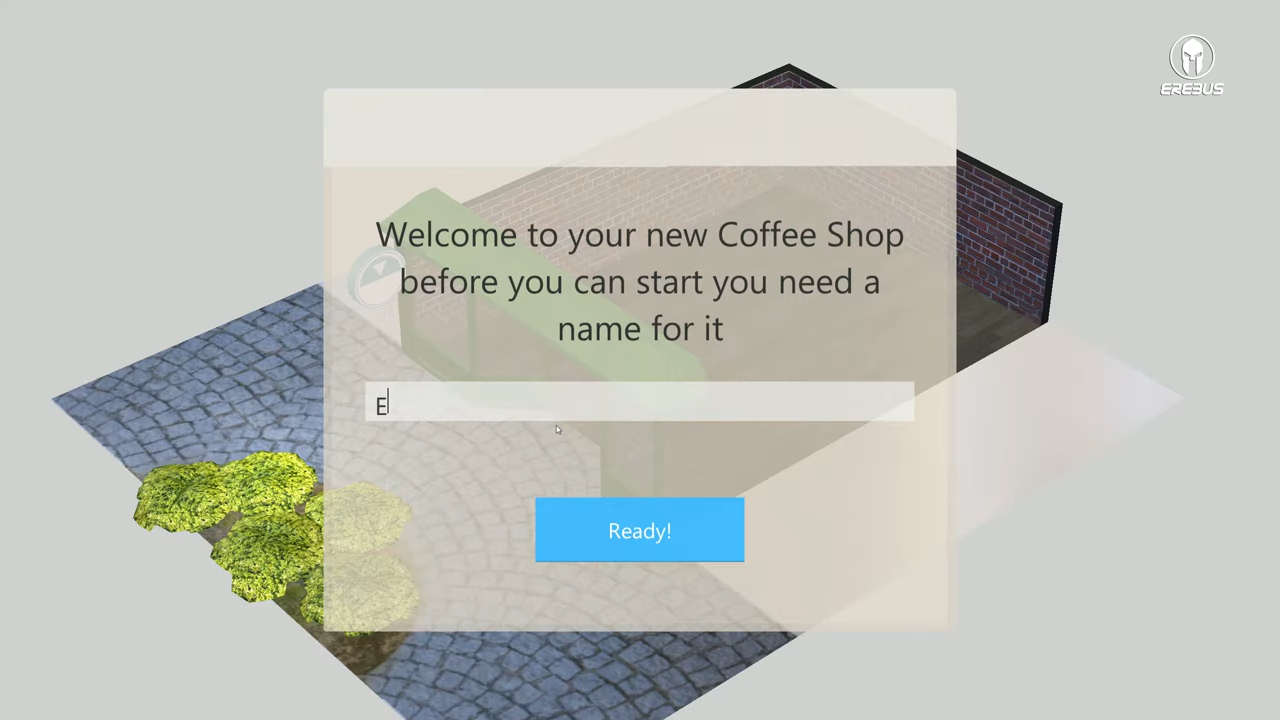 EREBUS
Welcome to your new Coffee Shop
before you can start you need a
name for it
E
Ready!